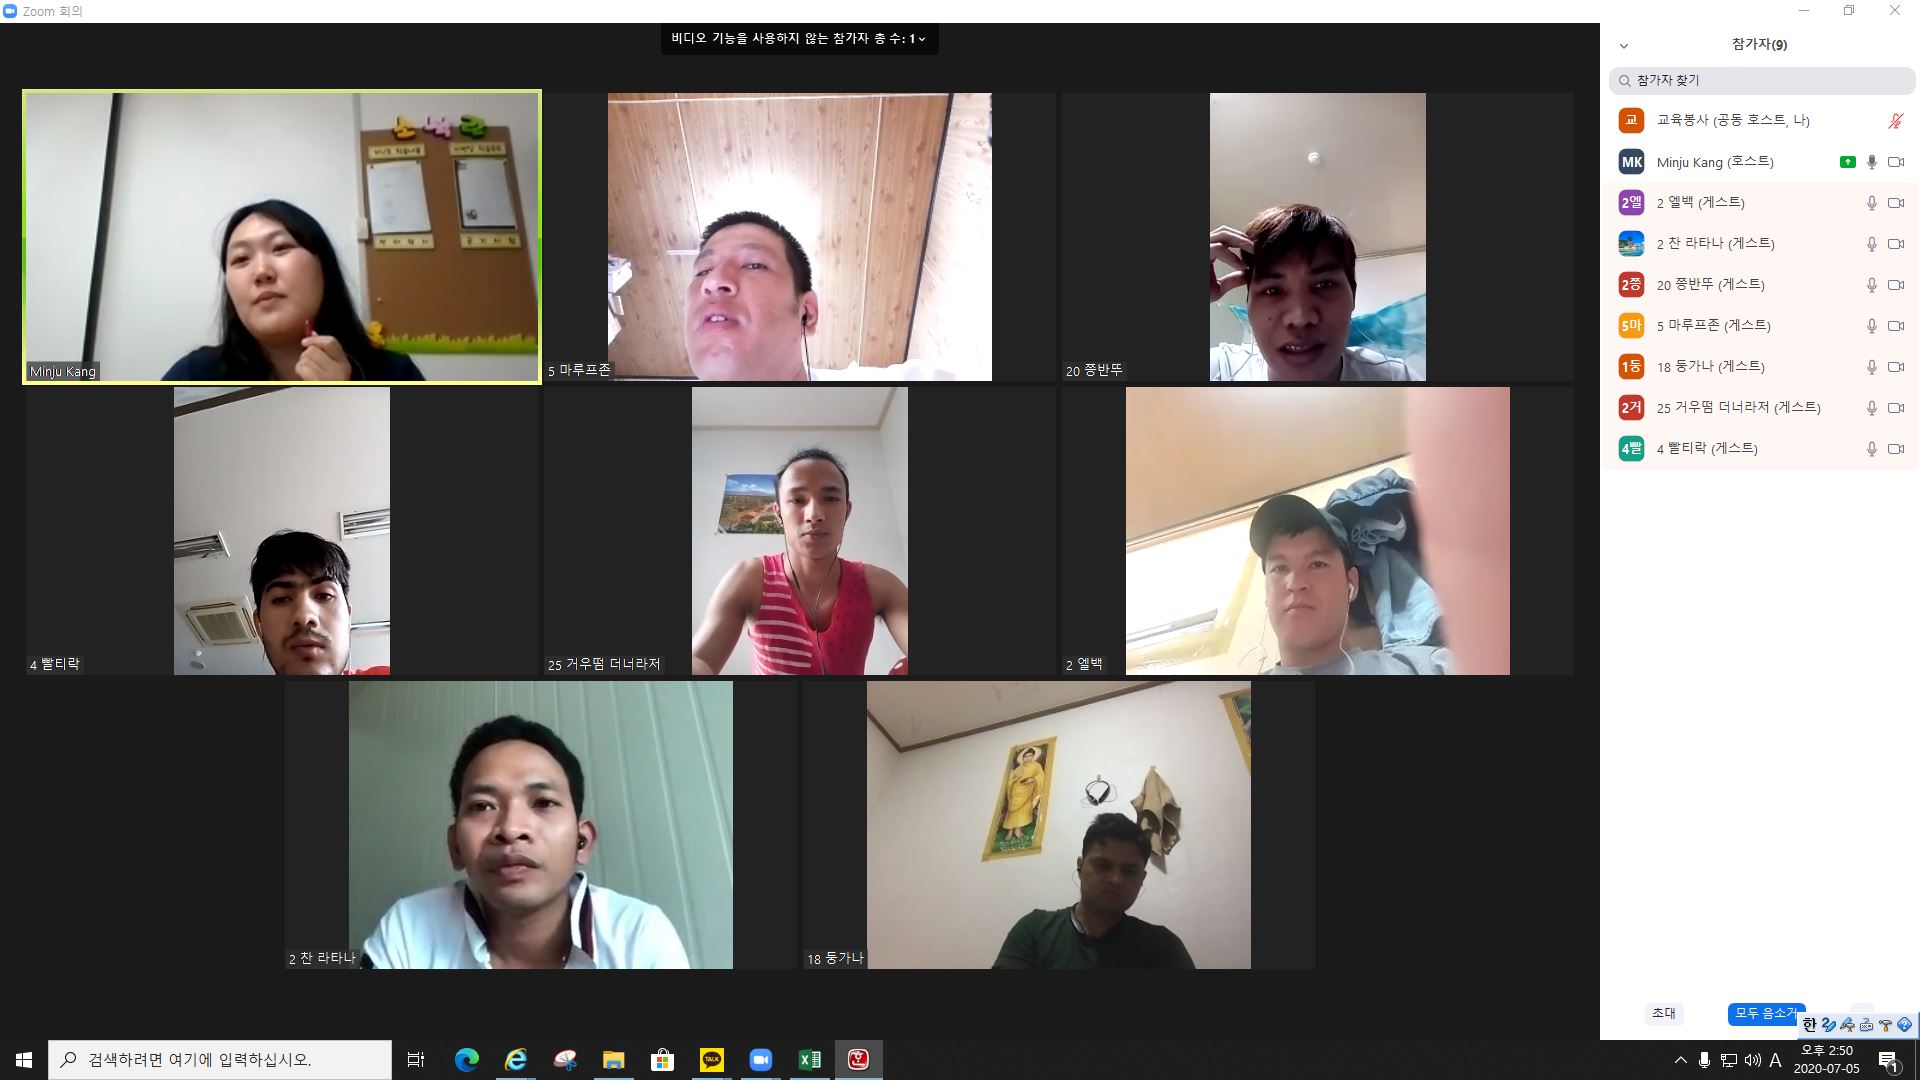 Zoom 회의
비디오 기능을 사용하지 않는 참가자 총 수: 1
Minju Kang
5 마루프존
20 쭝반뚜
4 빨티락
25 거우떰 더너라저
2 엘백
2 찬 라타나
18 둥가나
참가자(9)
참가자 찾기
교 교육봉사 (공동 호스트, 나)
MK Minju Kang (호스트)
2엘 2 엘백 (게스트)
2 찬 라타나 (게스트)
2쭝 20 쭝반뚜 (게스트)
5마 5 마루프존 (게스트)
1둥 18 둥가나 (게스트)
2거 25 거우떰 더너라저 (게스트)
4빨 4 빨티락 (게스트)
초대
모두 음소거
한
검색하려면 여기에 입력하십시오.
TALK
A
오후 2:50
2020-07-05
1